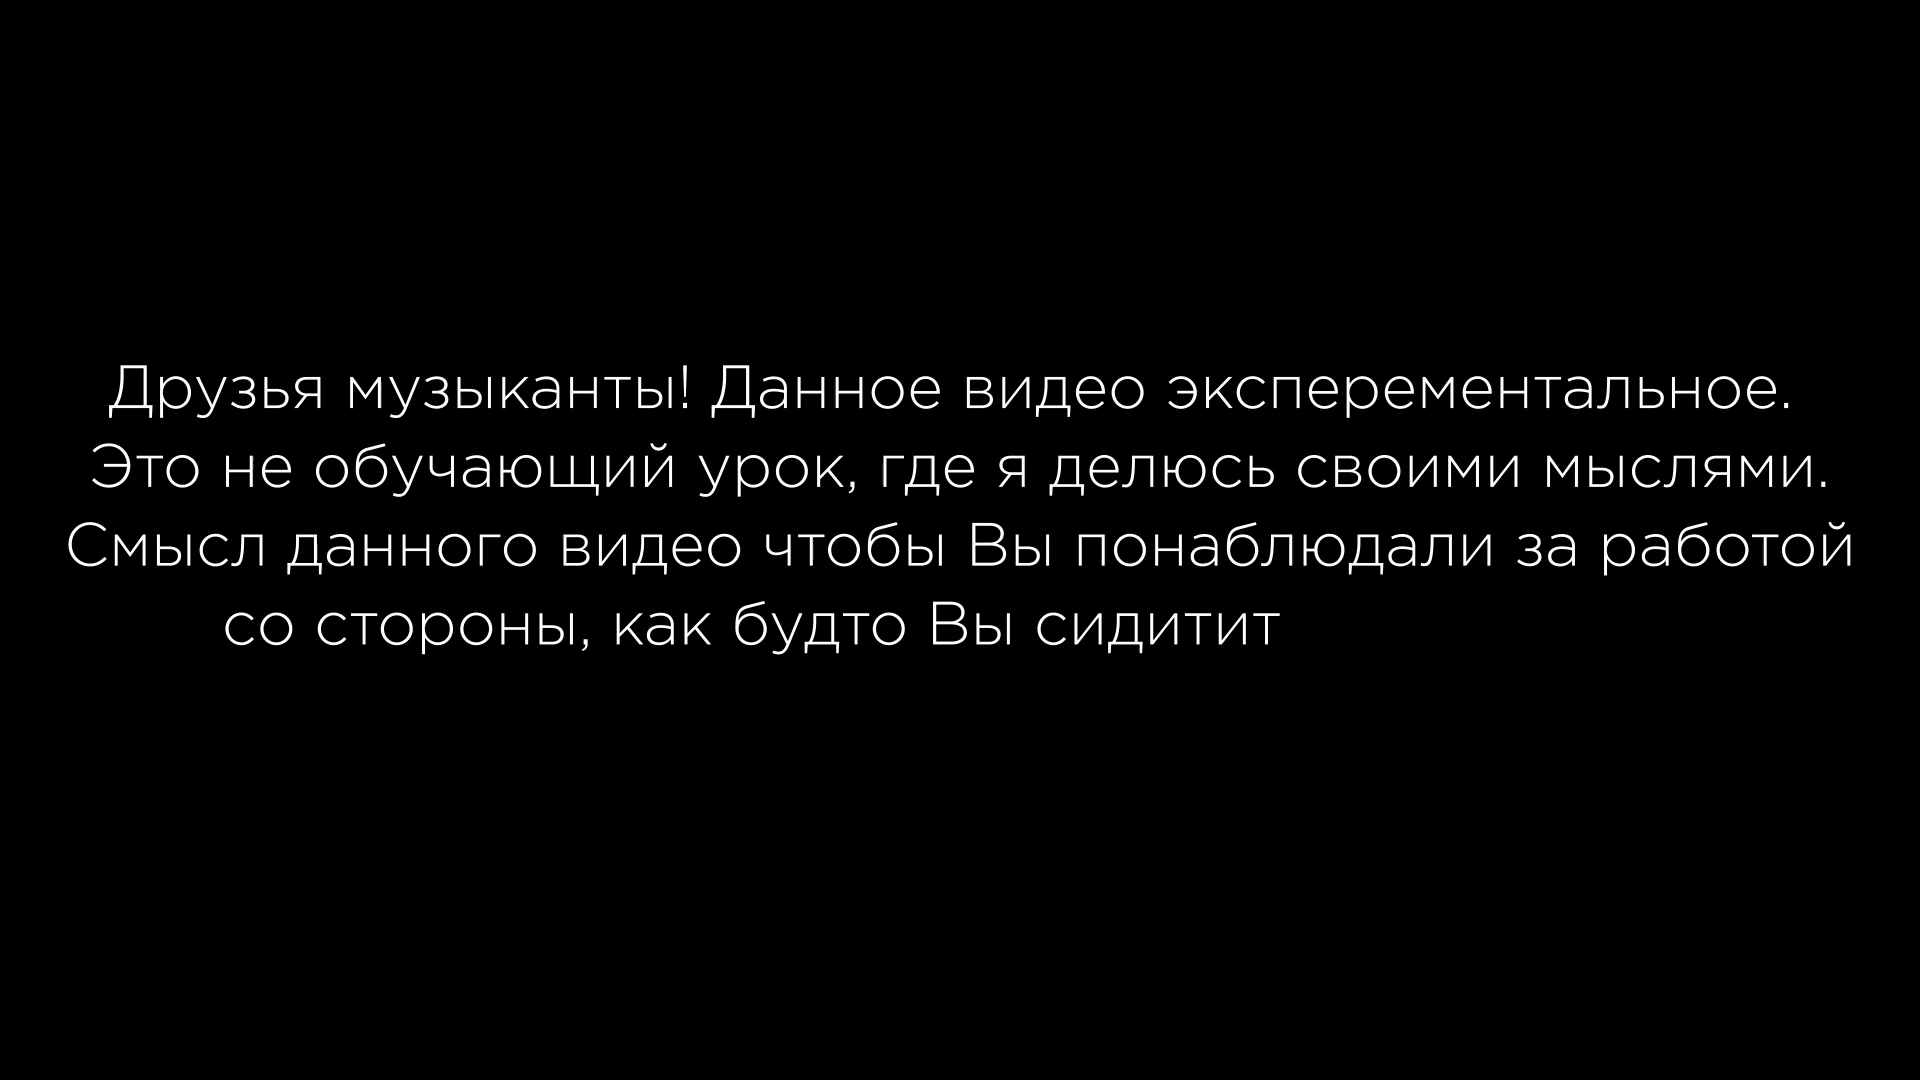 Друзья музыканты! Данное видео эксперементальное.
Это не обучающий урок, где я делюсь своими мыслями.
Смысл данного видео чтобы Вы понаблюдали за работой
со стороны, как будто Вы сидитит